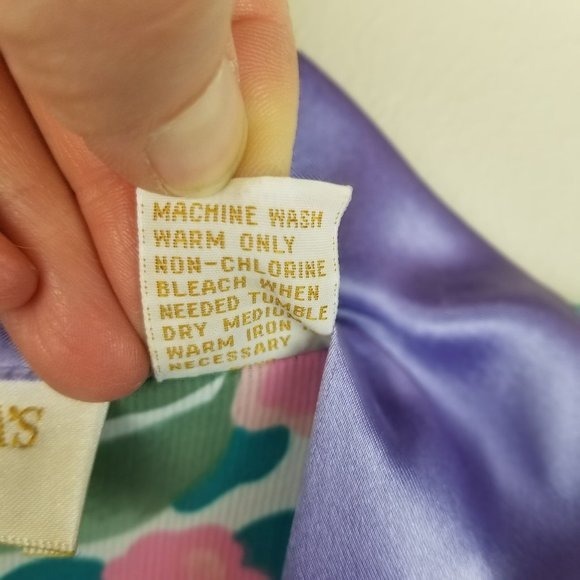 MACHINE WASH
WARM ONLY
NON-CHLORINE
BLEACH WHEN
NEEDED TUMBLE
DRY MEDIUM
WARM IRON
NECESSARY
A'S